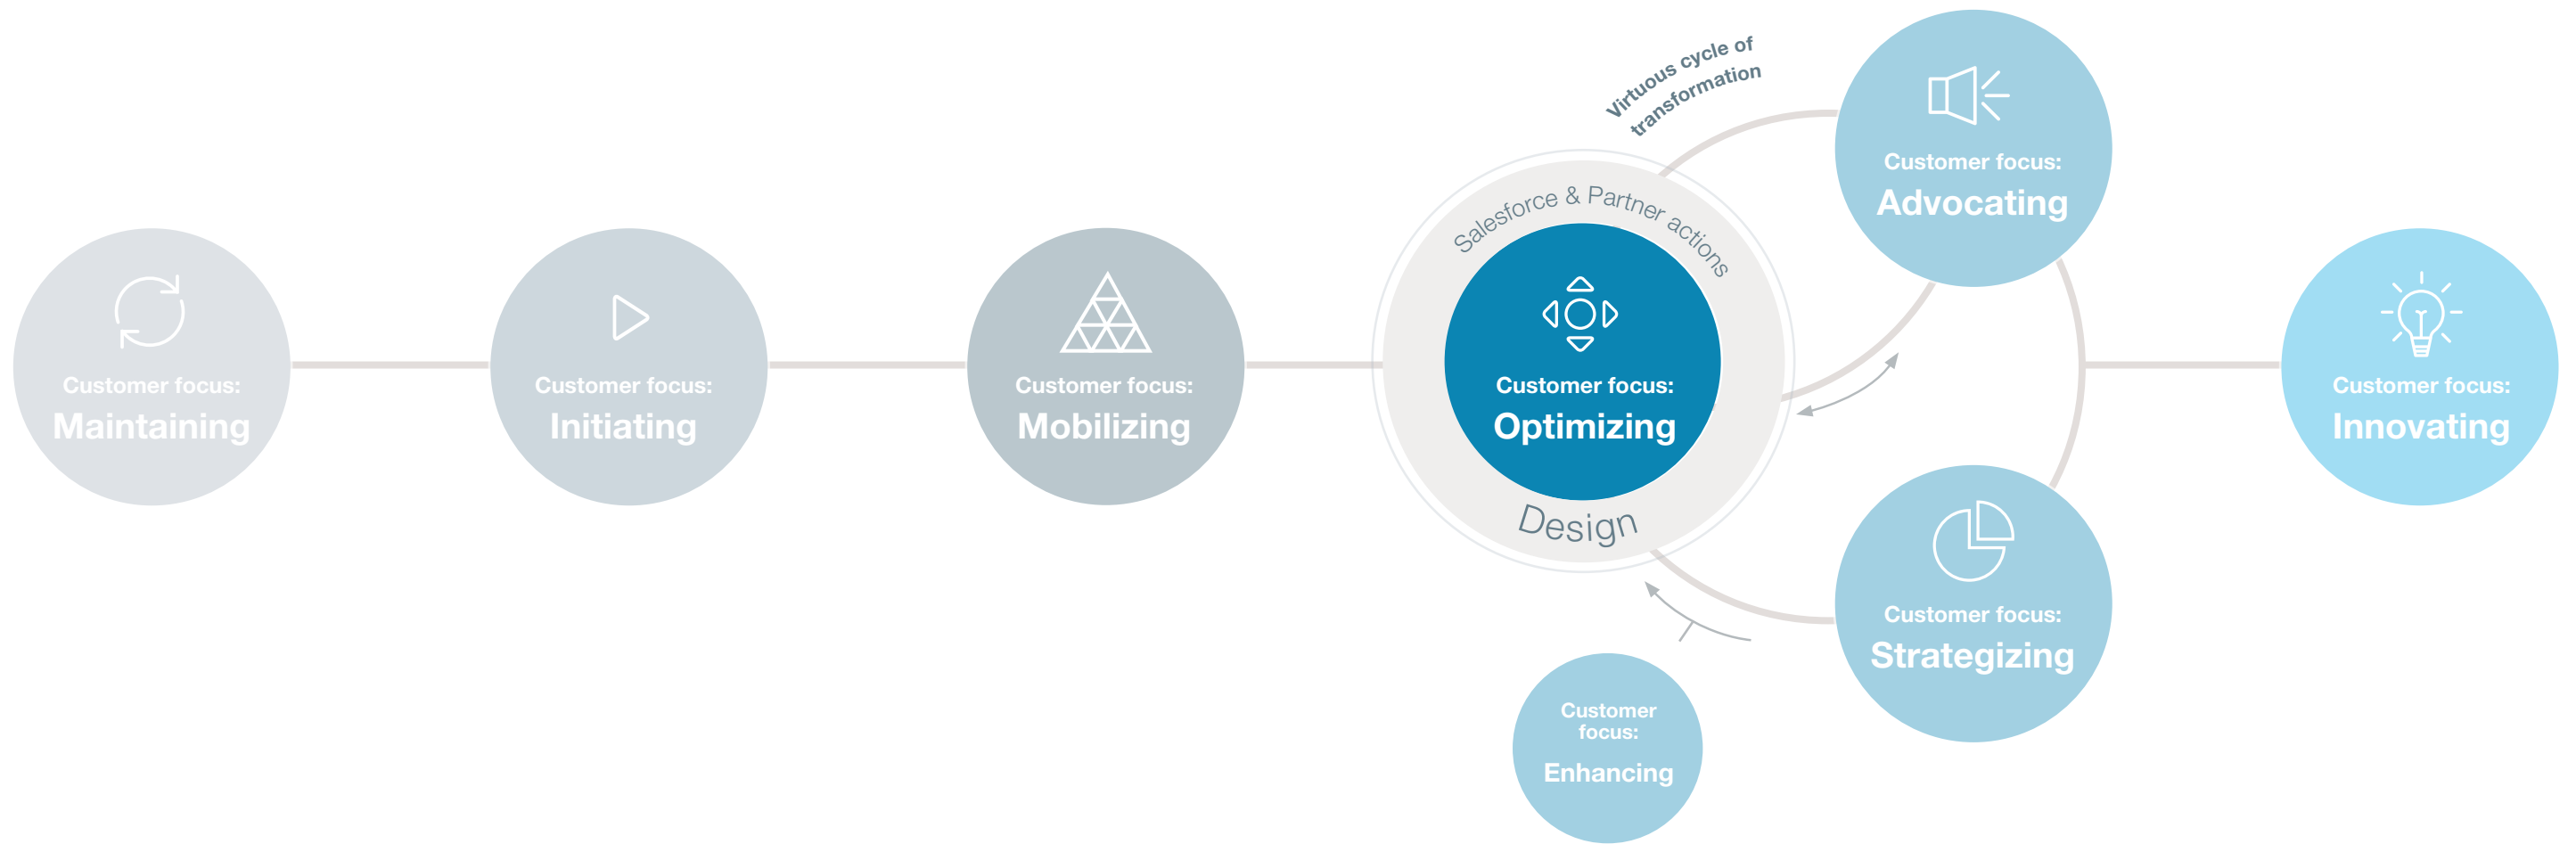 Customer focus:
Maintaining
Customer focus:
Initiating
Customer focus:
Mobilizing
Salesforce & Partner actions
Customer focus:
Optimizing
Design
Virtuous cycle of
transformation
Customer focus:
Advocating
Customer focus:
Strategizing
Customer
focus:
Enhancing
Customer focus:
Innovating